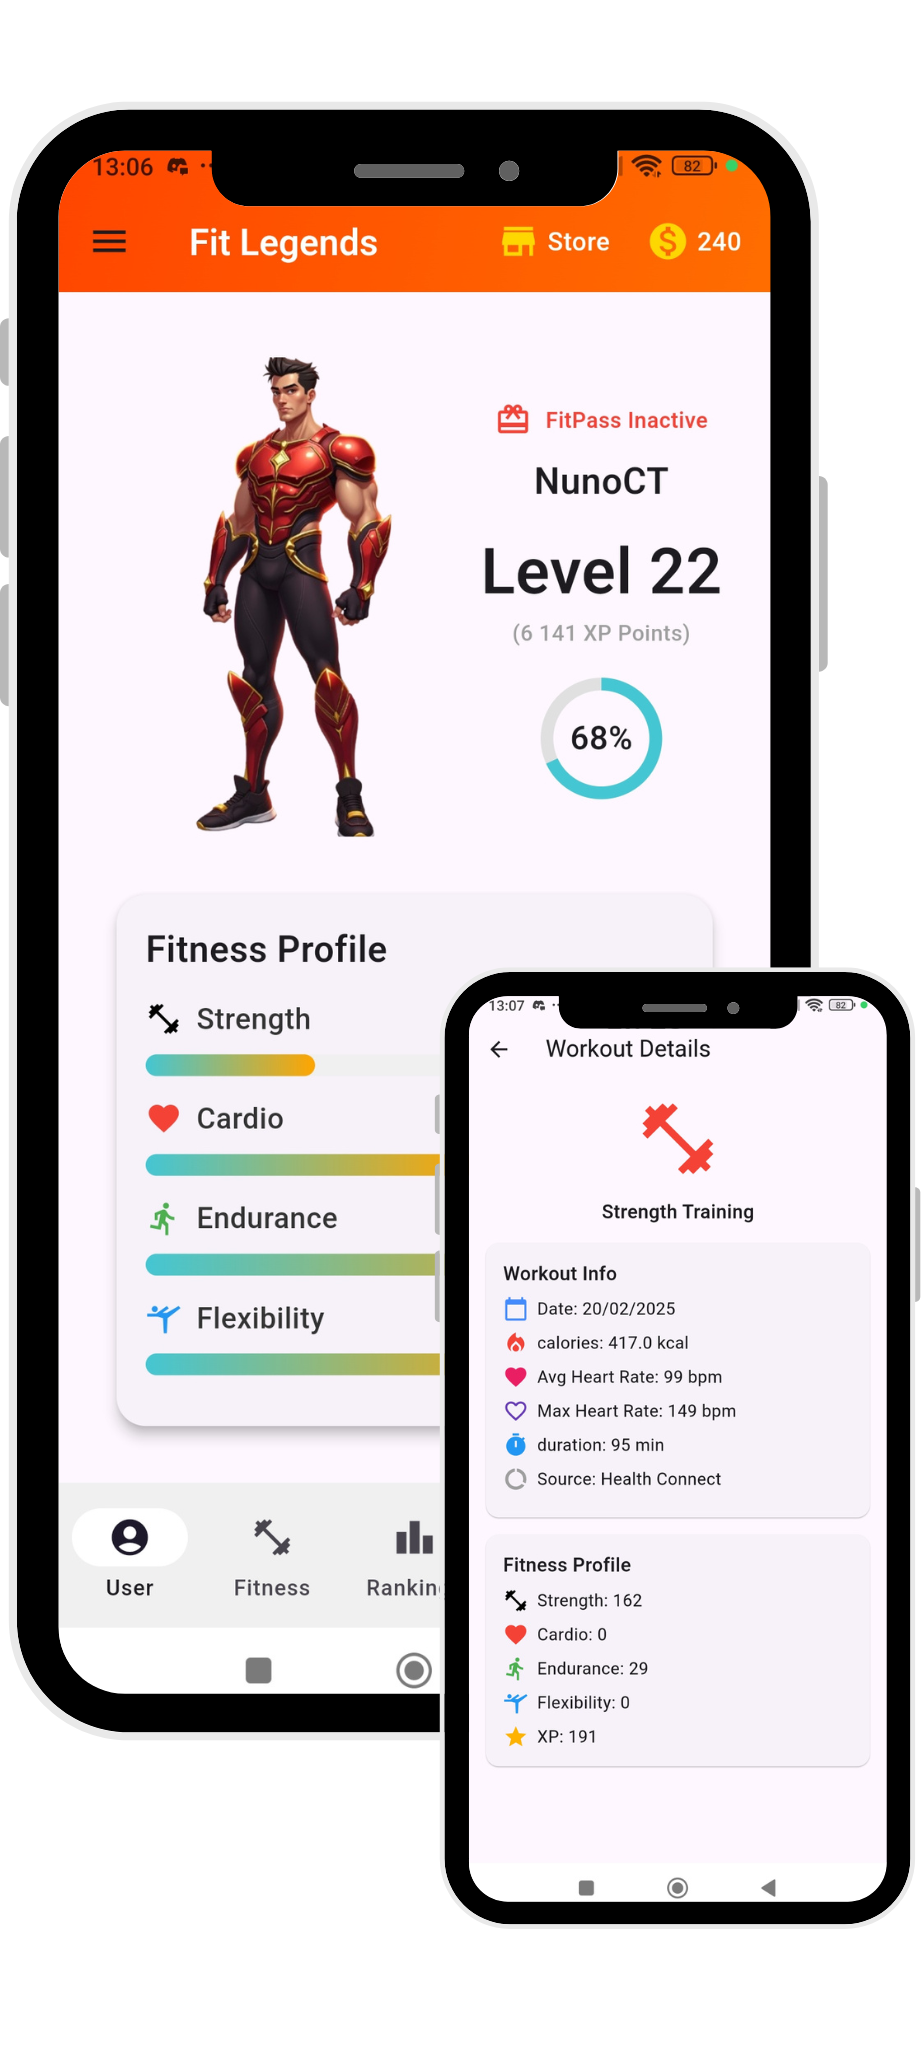 13:06 82
Fit Legends Store 240
FitPass Inactive
NunoCT
Level 22
(6 141 XP Points)
68%
Fitness Profile
Strength
Cardio
Endurance
Flexibility
User Fitness
13:07 82
Workout Details
Strength Training
Workout Info
Date: 20/02/2025
calories: 417.0 kcal
Avg Heart Rate: 99 bpm
Max Heart Rate: 149 bpm
duration: 95 min
Source: Health Connect
Fitness Profile
Strength: 162
Cardio: 0
Endurance: 29
Flexibility: 0
XP: 191